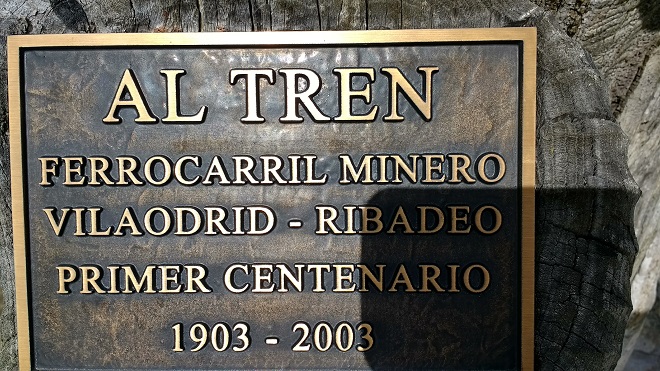 AL TREN
FERROCARRIL MINERO
VILAODRID - RIBADEO
PRIMER CENTENARIO
1903 - 2003